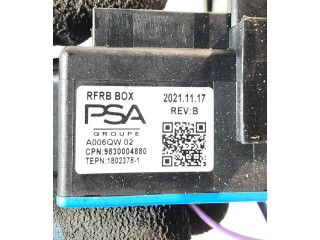 RFRB BOX
2021.11.17
REV:B
PSA
GROUPE
A006QW 02
CPN:9830004880
TEPN:1802378-1